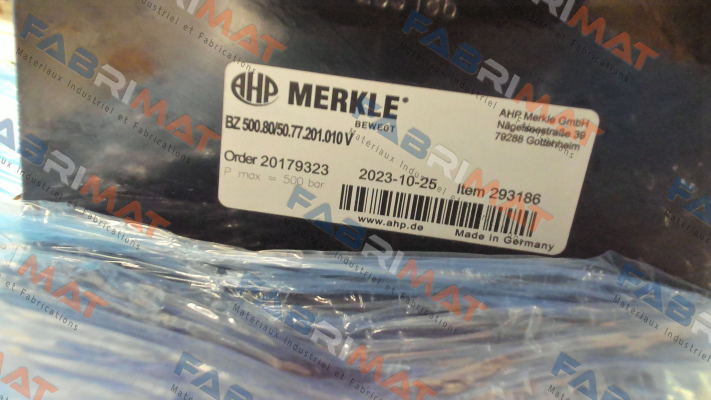 AHP MERKLE
BEWEGT
BZ 500.80/50.77.201.010 V
AHP Merkle GmbH
Nägelseestraße 39
79288 Gottenheim
Order 20179323
2023-10-25 Item 293186
P max = 500 bar
www.ahp.de
Made in Germany
FABRIMAT
Materiaux Industriel et Fabrications